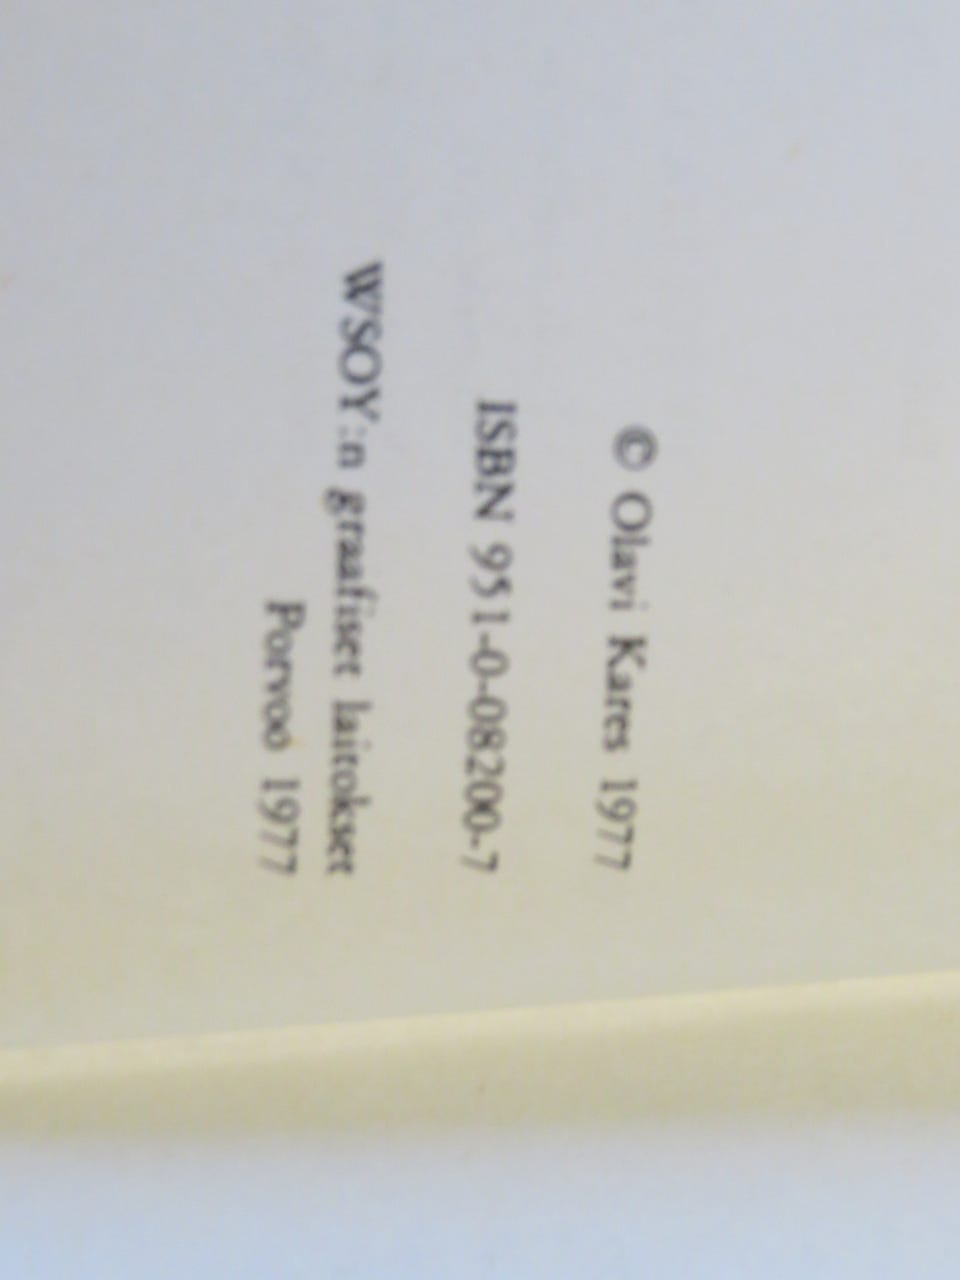 © Olavi Kares 1977
ISBN 951-0-08200-7
WSOY:n graafiset laitokset
Porvoo 1977